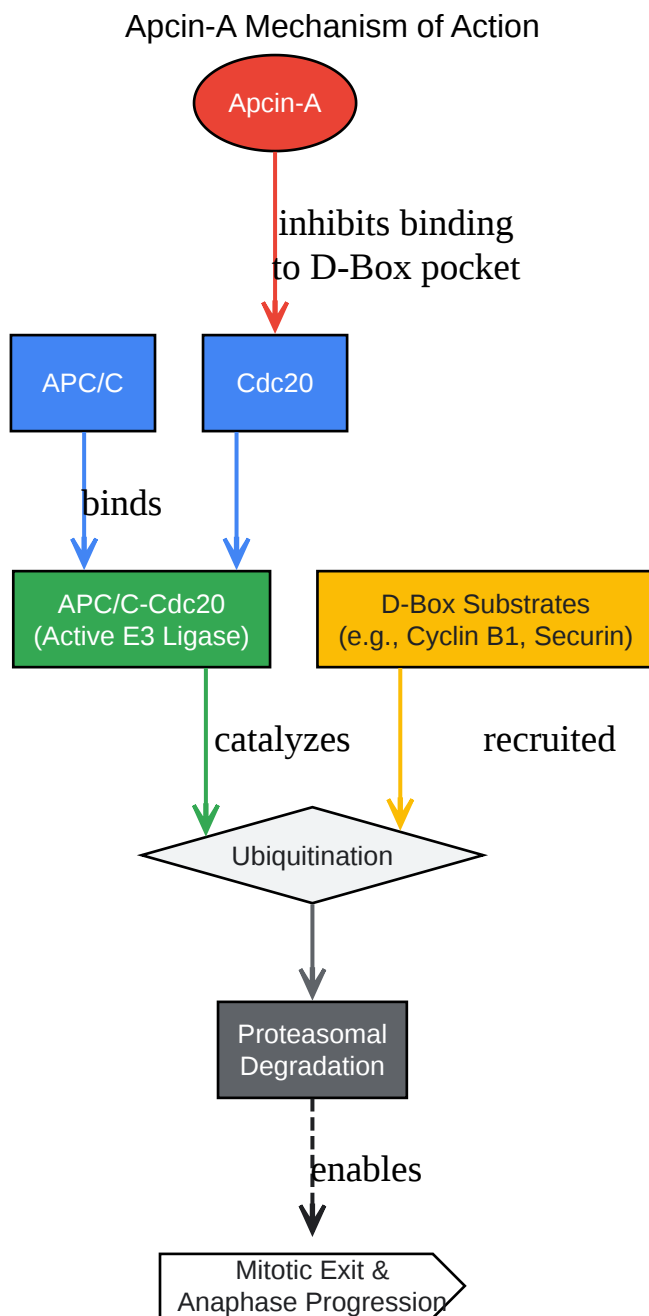 Apcin-A Mechanism of Action
Apcin-A
inhibits binding
to D-Box pocket
APC/C
Cdc20
binds
APC/C-Cdc20
(Active E3 Ligase)
D-Box Substrates
(e.g., Cyclin B1, Securin)
catalyzes
recruited
Ubiquitination
Proteasomal
Degradation
enables
Mitotic Exit &
Anaphase Progression